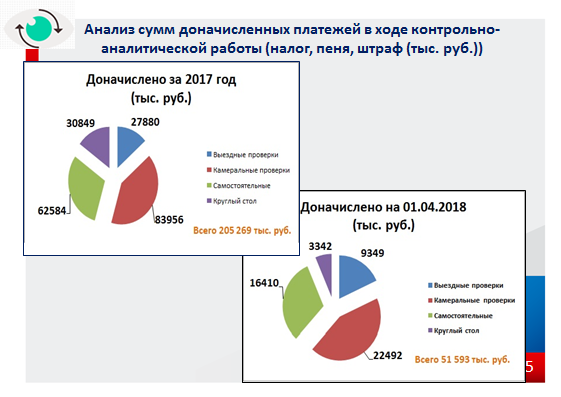 Анализ сумм доначисленных платежей в ходе контрольно-
аналитической работы (налог, пеня, штраф (тыс. руб.))
Доначислено за 2017 год
(тыс. руб.)
30849
27880
62584
83956
Выездные проверки
Камеральные проверки
Самостоятельные
Круглый стол
Всего 205 269 тыс. руб.
Доначислено на 01.04.2018
(тыс. руб.)
3342
9349
16410
22492
Выездные проверки
Камеральные проверки
Самостоятельные
Круглый стол
Всего 51 593 тыс. руб.
5